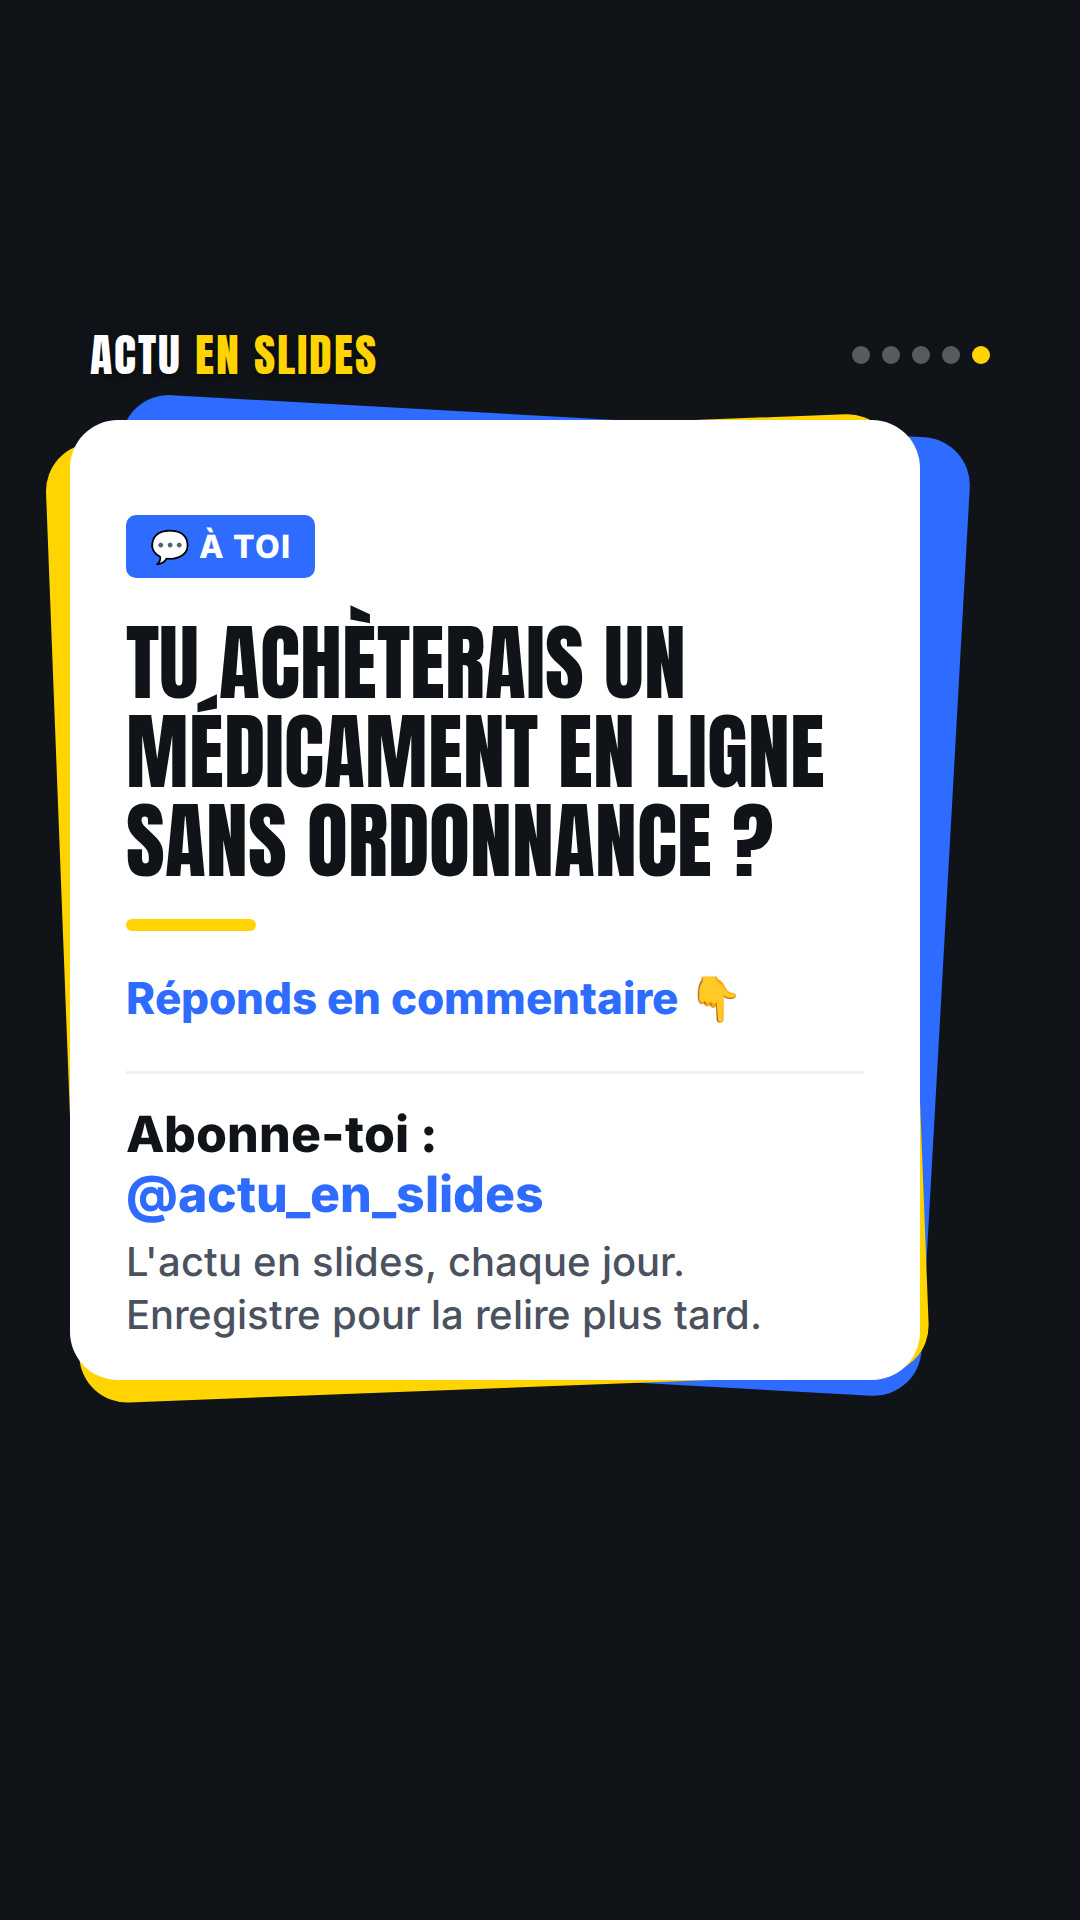 ACTU EN SLIDES
💬 À TOI
TU ACHÈTERAIS UN
MÉDICAMENT EN LIGNE
SANS ORDONNANCE ?
Réponds en commentaire 👇
Abonne-toi :
@actu_en_slides
L'actu en slides, chaque jour.
Enregistre pour la relire plus tard.